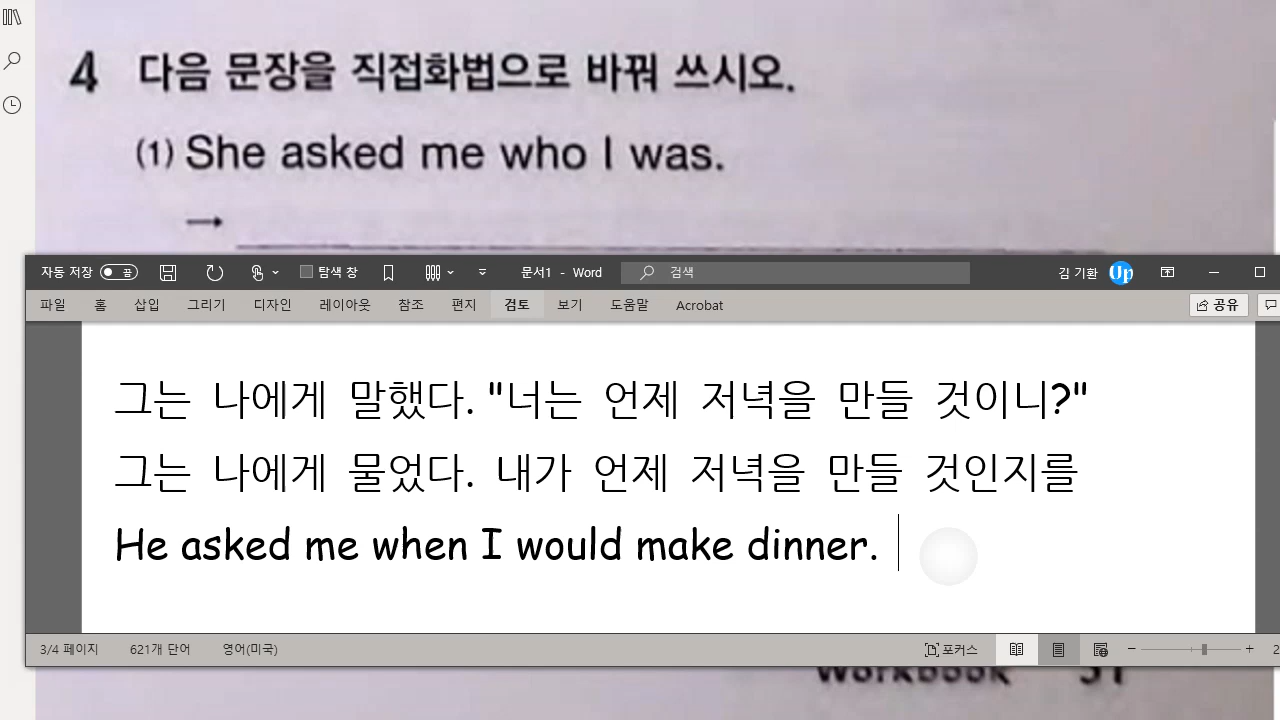 4 다음 문장을 직접화법으로 바꿔 쓰시오.
(1) She asked me who I was.
→
자동 저장 끔 탐색 창 문서1 - Word 검색 김 기환 Up
파일 홈 삽입 그리기 디자인 레이아웃 참조 편지 검토 보기 도움말 Acrobat 공유
그는 나에게 말했다. "너는 언제 저녁을 만들 것이니?"
그는 나에게 물었다. 내가 언제 저녁을 만들 것인지를
He asked me when I would make dinner.
3/4 페이지 621개 단어 영어(미국) 포커스
Workbook 51